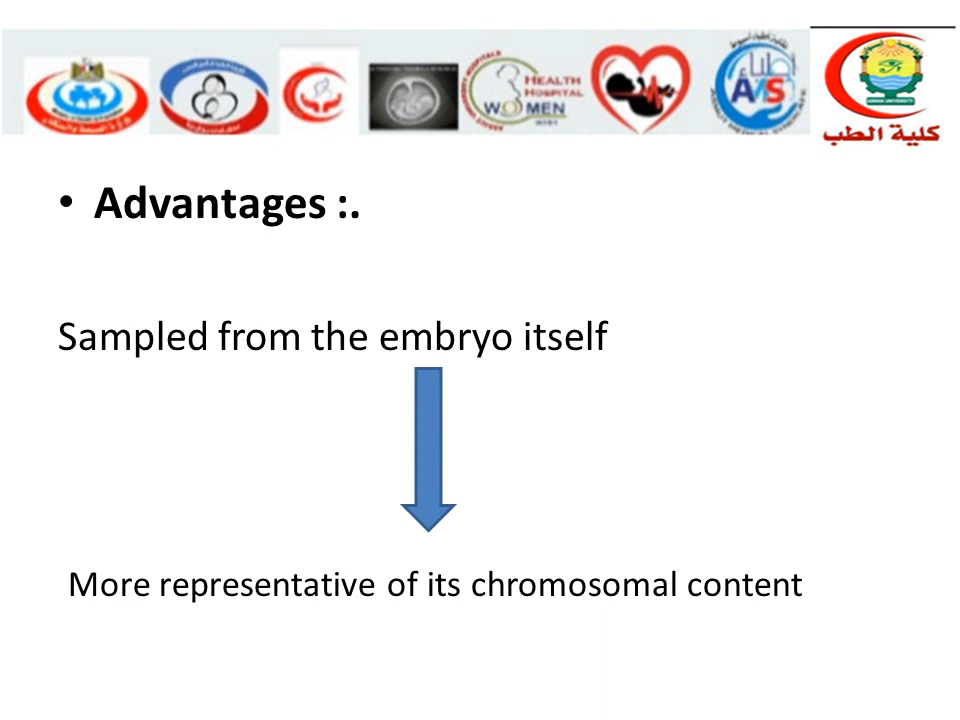 HEALTH
HOSPITAL
WOMEN
AMS
كلية الطب
• Advantages :.
Sampled from the embryo itself
More representative of its chromosomal content